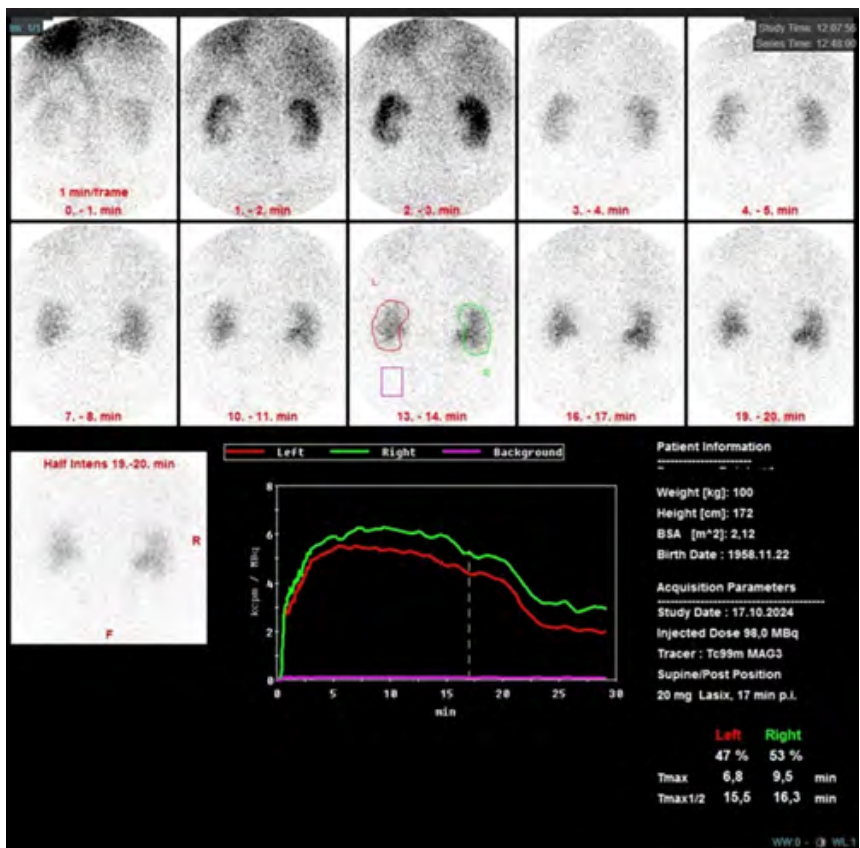 Study Time: 12:07:56
Series Time: 12:48:00
1 min/frame
0. - 1. min
1. - 2. min
2. - 3. min
3. - 4. min
4. - 5. min
L
R
7. - 8. min
10. - 11. min
13. - 14. min
16. - 17. min
19. - 20. min
Half Intens 19.-20. min
R
F
Left Right Background
kcpm / MBq
8
6
4
2
0
0 5 10 15 20 25 30
min
Patient Information
Weight [kg]: 100
Height [cm]: 172
BSA [m^2]: 2,12
Birth Date : 1958.11.22
Acquisition Parameters
Study Date : 17.10.2024
Injected Dose 98,0 MBq
Tracer : Tc99m MAG3
Supine/Post Position
20 mg Lasix, 17 min p.i.
Left Right
47 % 53 %
Tmax 6,8 9,5 min
Tmax1/2 15,5 16,3 min